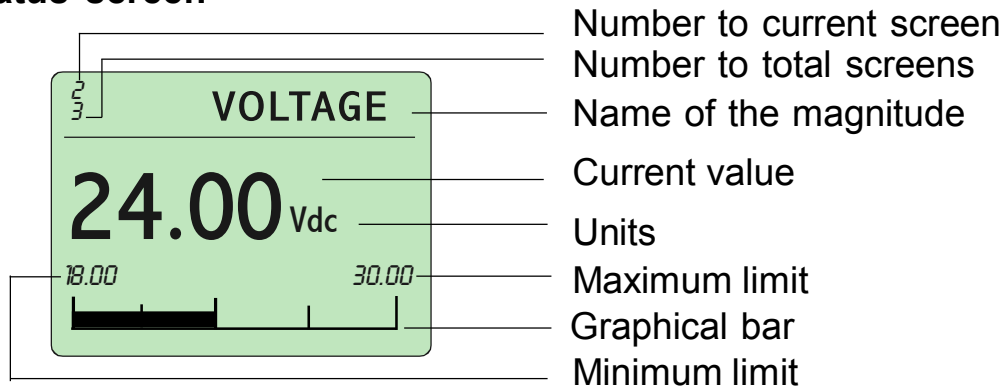 atus screen
Number to current screen
Number to total screens
Name of the magnitude
Current value
Units
Maximum limit
Graphical bar
Minimum limit
2
3
VOLTAGE
24.00 Vdc
18.00 30.00